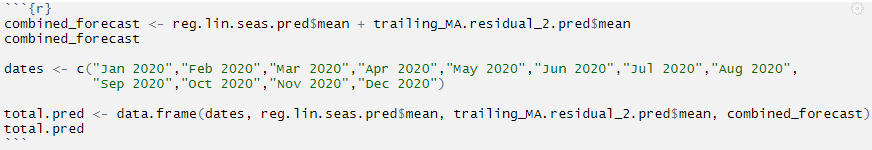 ```{r}
combined_forecast <- reg.lin.seas.pred$mean + trailing_MA.residual_2.pred$mean
combined_forecast
dates <- c("Jan 2020","Feb 2020","Mar 2020","Apr 2020","May 2020","Jun 2020","Jul 2020","Aug 2020",
"Sep 2020","Oct 2020","Nov 2020","Dec 2020")
total.pred <- data.frame(dates, reg.lin.seas.pred$mean, trailing_MA.residual_2.pred$mean, combined_forecast)
total.pred
```